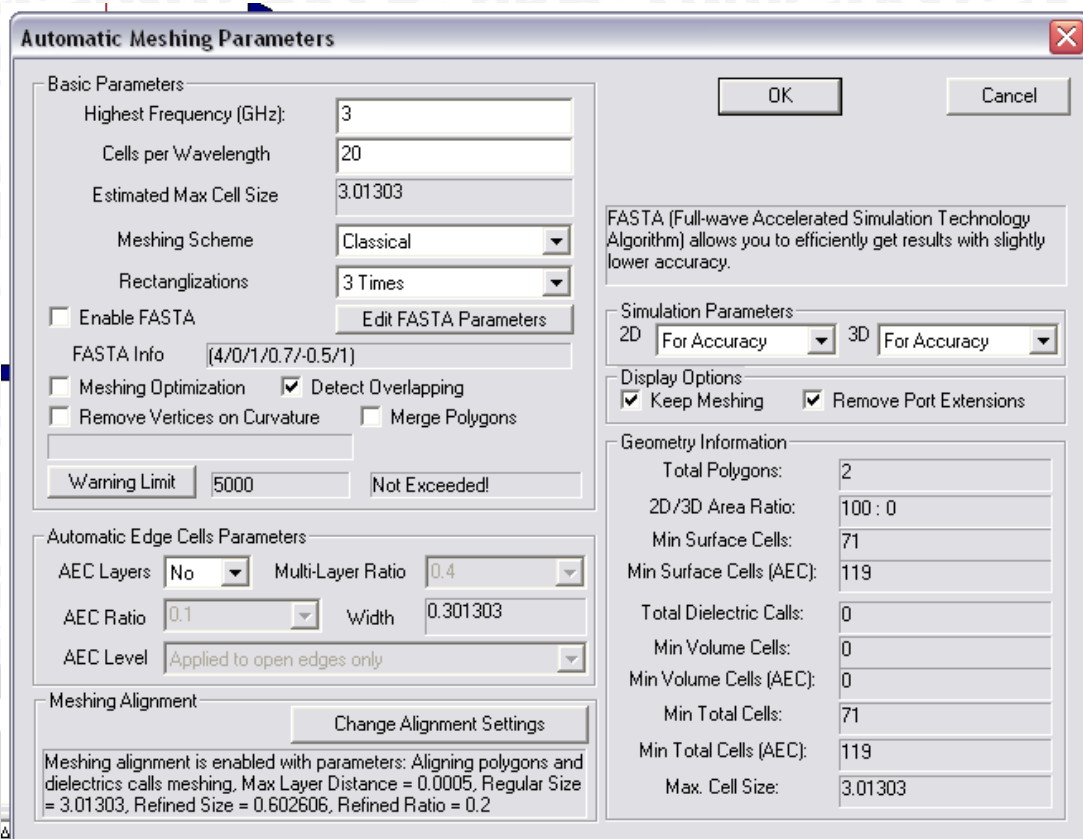 Automatic Meshing Parameters
Basic Parameters
Highest Frequency (GHz): 3
Cells per Wavelength 20
Estimated Max Cell Size 3.01303
Meshing Scheme Classical
Rectanglizations 3 Times
Enable FASTA Edit FASTA Parameters
FASTA Info (4/0/1/0.7/-0.5/1)
Meshing Optimization Detect Overlapping
Remove Vertices on Curvature Merge Polygons
Warning Limit 5000 Not Exceeded!
Automatic Edge Cells Parameters
AEC Layers No Multi-Layer Ratio 0.4
AEC Ratio 0.1 Width 0.301303
AEC Level Applied to open edges only
Meshing Alignment
Change Alignment Settings
Meshing alignment is enabled with parameters: Aligning polygons and
dielectrics calls meshing, Max Layer Distance = 0.0005, Regular Size
= 3.01303, Refined Size = 0.602606, Refined Ratio = 0.2
OK Cancel
FASTA (Full-wave Accelerated Simulation Technology
Algorithm) allows you to efficiently get results with slightly
lower accuracy.
Simulation Parameters
2D For Accuracy 3D For Accuracy
Display Options
Keep Meshing Remove Port Extensions
Geometry Information
Total Polygons: 2
2D/3D Area Ratio: 100 : 0
Min Surface Cells: 71
Min Surface Cells (AEC): 119
Total Dielectric Calls: 0
Min Volume Cells: 0
Min Volume Cells (AEC): 0
Min Total Cells: 71
Min Total Cells (AEC): 119
Max. Cell Size: 3.01303